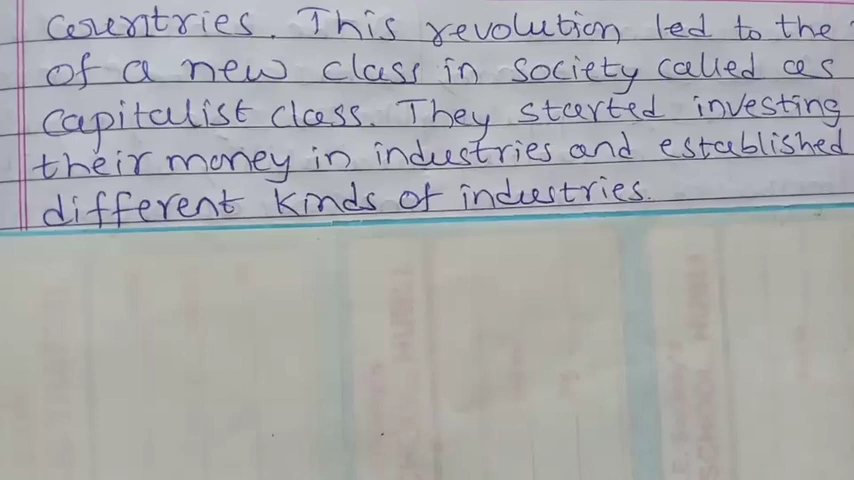 countries. This revolution led to the
of a new class in society called as
capitalist class. They started investing
their money in industries and established
different kinds of industries.